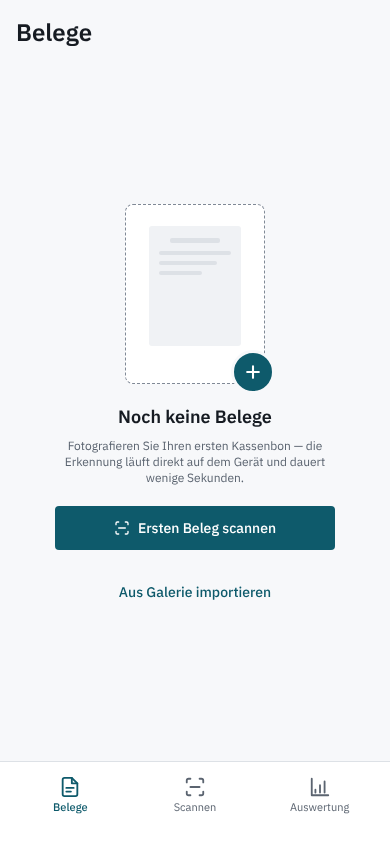 Belege
Noch keine Belege
Fotografieren Sie Ihren ersten Kassenbon — die
Erkennung läuft direkt auf dem Gerät und dauert
wenige Sekunden.
Ersten Beleg scannen
Aus Galerie importieren
Belege
Scannen
Auswertung